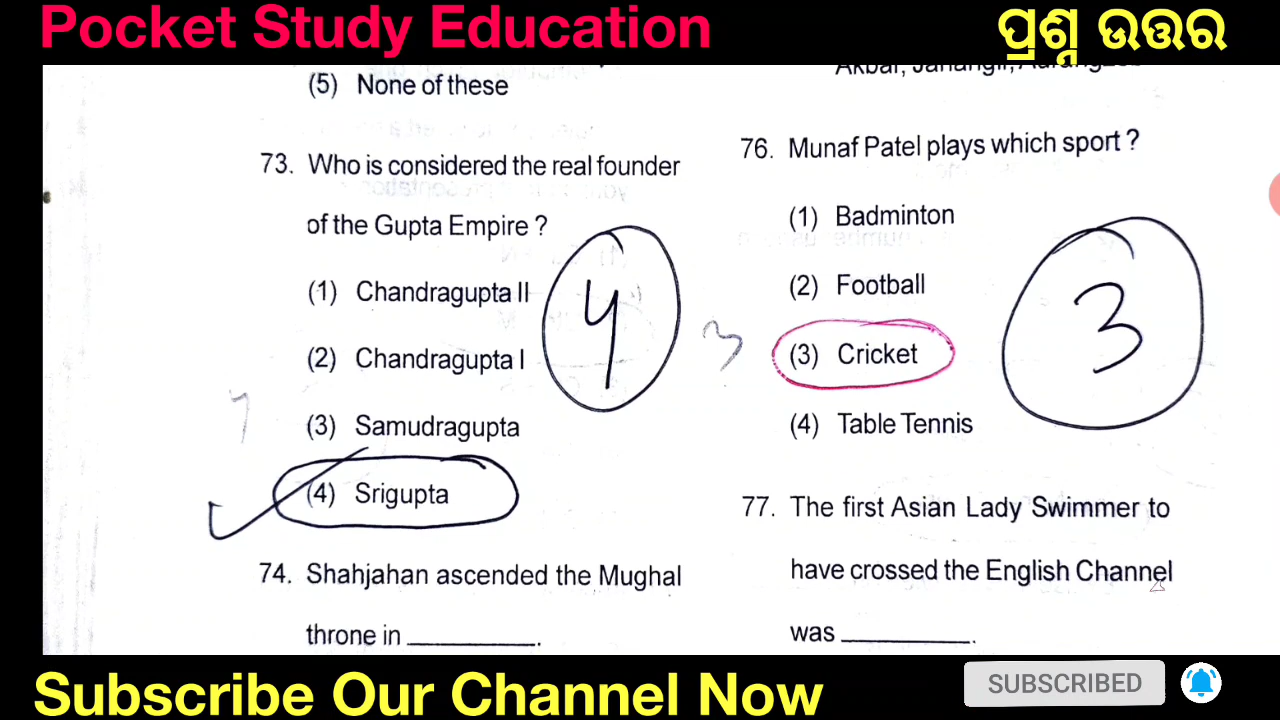 Pocket Study Education
ପ୍ରଶ୍ନ ଉତ୍ତର
(5) None of these
73. Who is considered the real founder
of the Gupta Empire ?
(1) Chandragupta II
(2) Chandragupta I
(3) Samudragupta
(4) Srigupta
4
74. Shahjahan ascended the Mughal
throne in ________.
Akbar, Jahangir, Aurangzeb
76. Munaf Patel plays which sport ?
(1) Badminton
(2) Football
3
(3) Cricket
(4) Table Tennis
3
77. The first Asian Lady Swimmer to
have crossed the English Channel
was ________.
Subscribe Our Channel Now
SUBSCRIBED